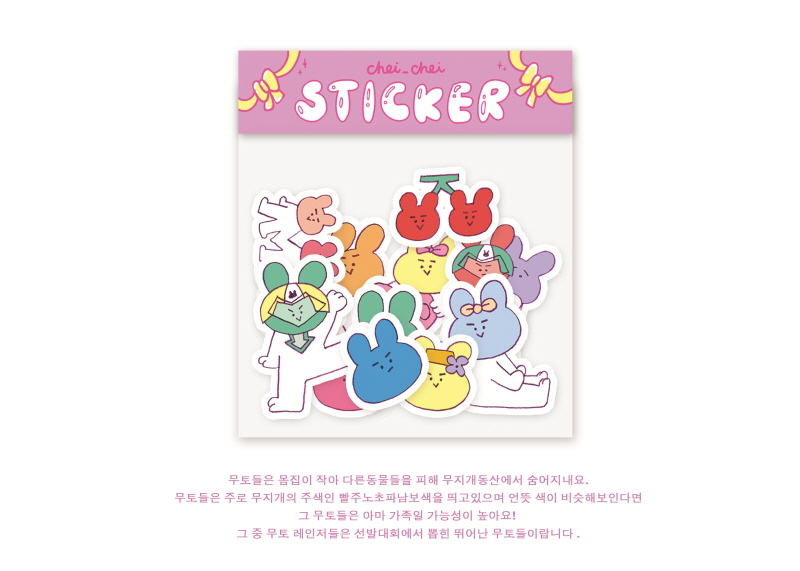 chei_chei
STICKER
무토들은 몸집이 작아 다른동물들을 피해 무지개동산에서 숨어지내요.
무토들은 주로 무지개의 주색인 빨주노초파남보색을 띄고있으며 언뜻 색이 비슷해보인다면
그 무토들은 아마 가족일 가능성이 높아요!
그 중 무토 레인저들은 선발대회에서 뽑힌 뛰어난 무토들이랍니다 .